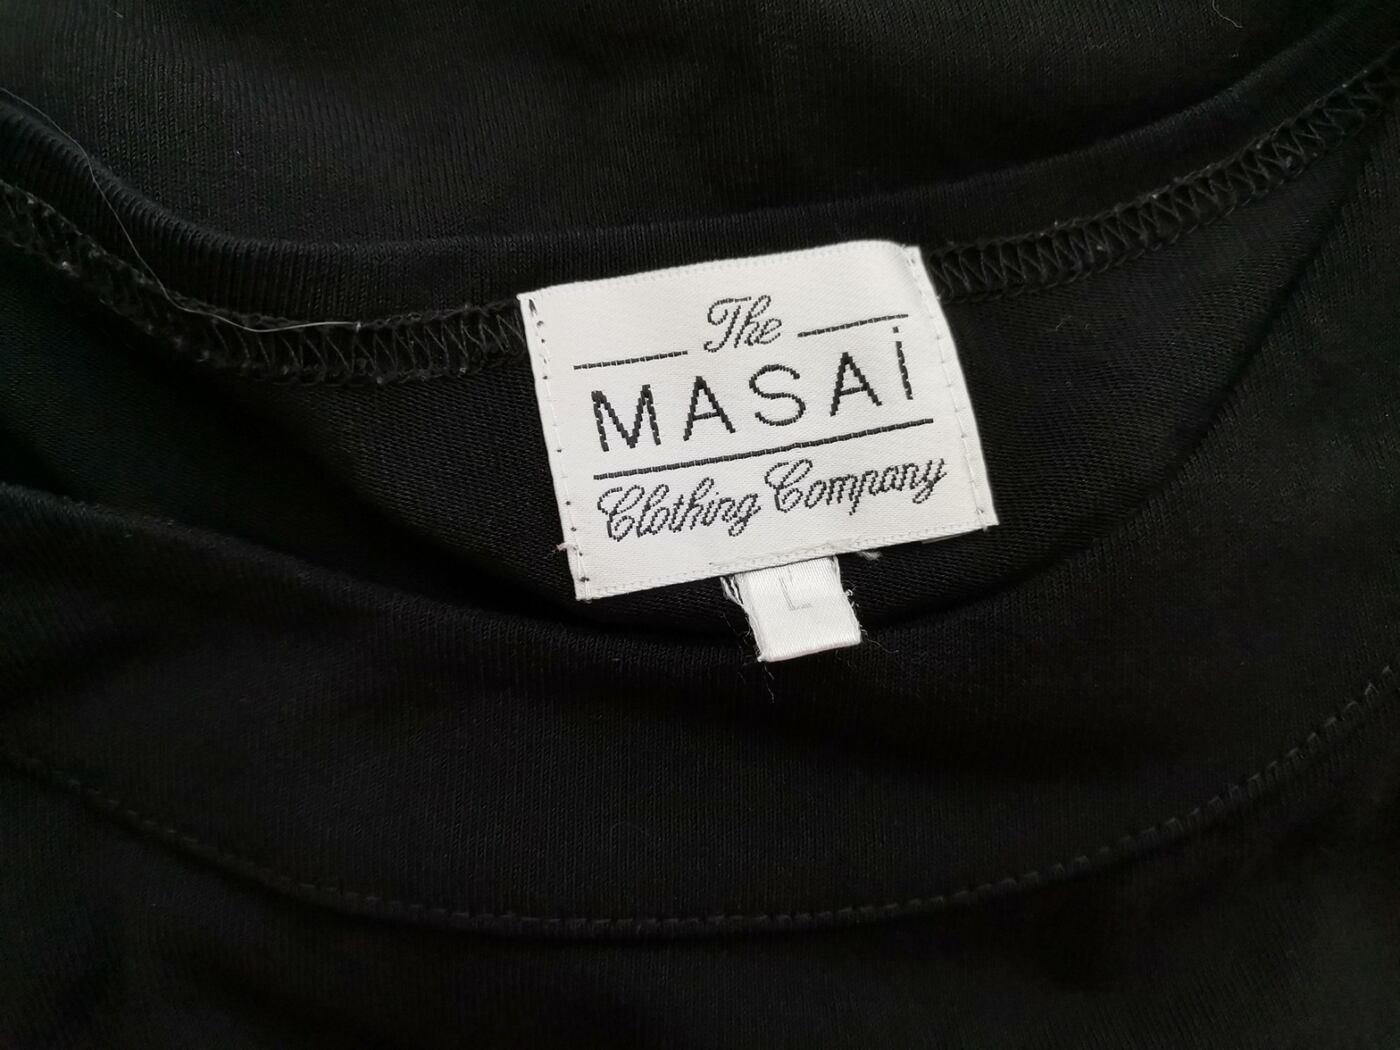 The
MASAI
Clothing Company
L